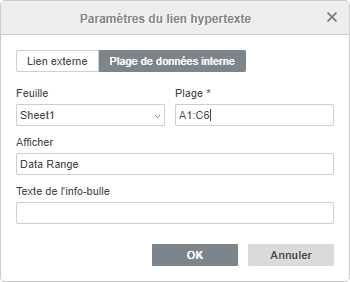 Paramètres du lien hypertexte
Lien externe Plage de données interne
Feuille Plage *
Sheet1 A1:C6
Afficher
Data Range
Texte de l'info-bulle
OK Annuler